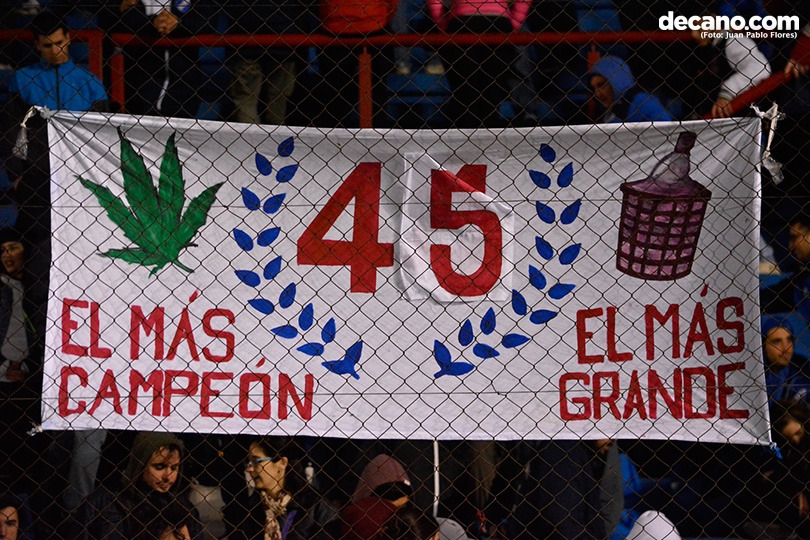 decano.com
(Foto: Juan Pablo Flores)
45
EL MÁS
CAMPEÓN
EL MÁS
GRANDE